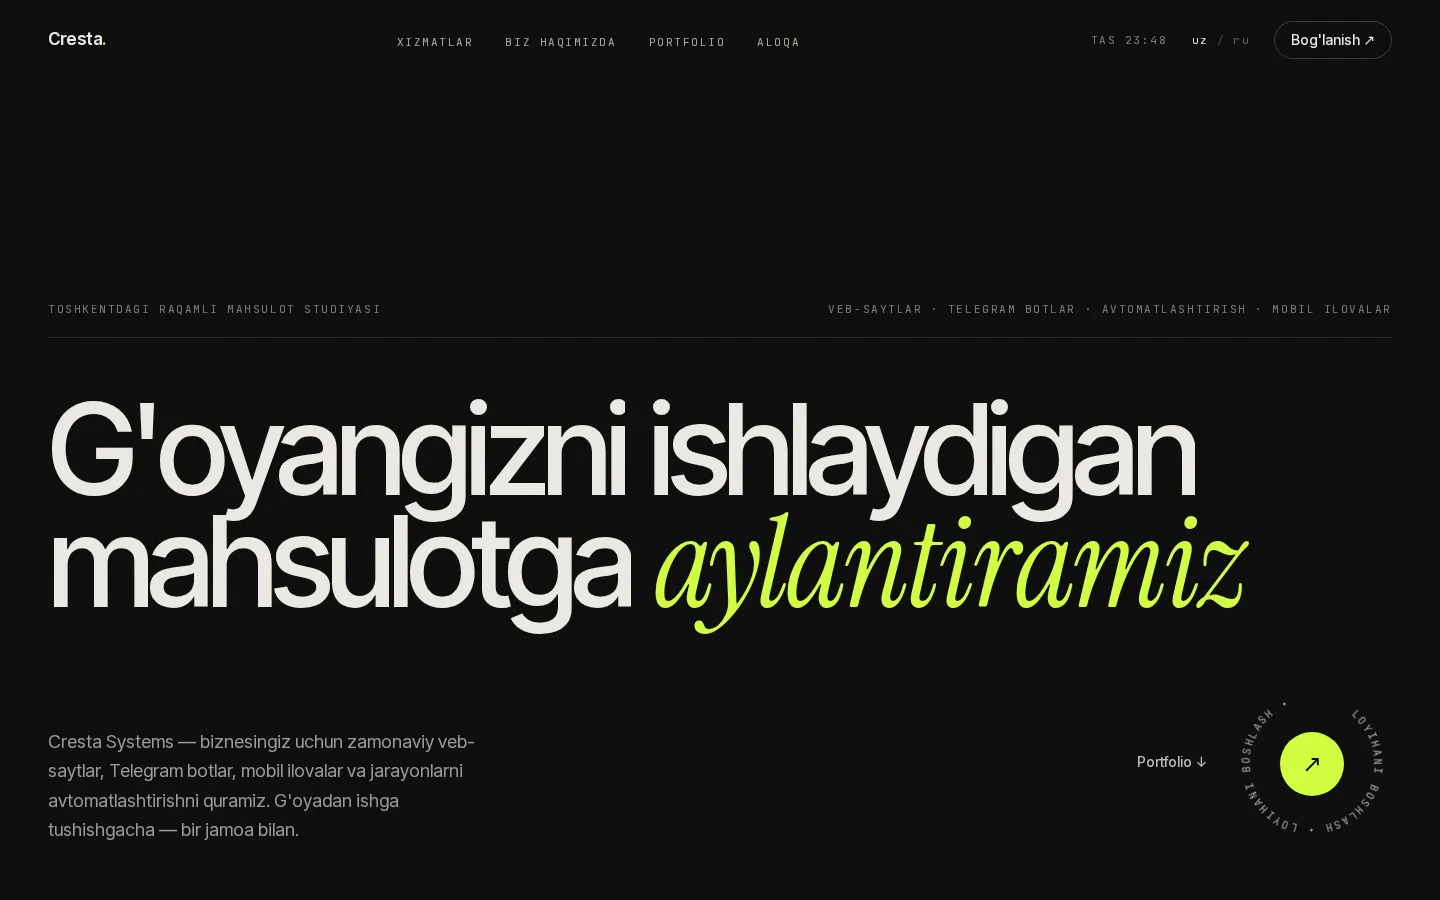 Cresta.
XIZMATLAR
BIZ HAQIMIZDA
PORTFOLIO
ALOQA
TAS 23:48
uz / ru
Bog'lanish ↗
TOSHKENTDAGI RAQAMLI MAHSULOT STUDIYASI
VEB-SAYTLAR · TELEGRAM BOTLAR · AVTOMATLASHTIRISH · MOBIL ILOVALAR
G'oyangizni ishlaydigan
mahsulotga aylantiramiz
Cresta Systems — biznesingiz uchun zamonaviy veb-
saytlar, Telegram botlar, mobil ilovalar va jarayonlarni
avtomatlashtirishni quramiz. G'oyadan ishga
tushishgacha — bir jamoa bilan.
Portfolio ↓
LOYIHANI BOSHLASH • LOYIHANI BOSHLASH •
↗